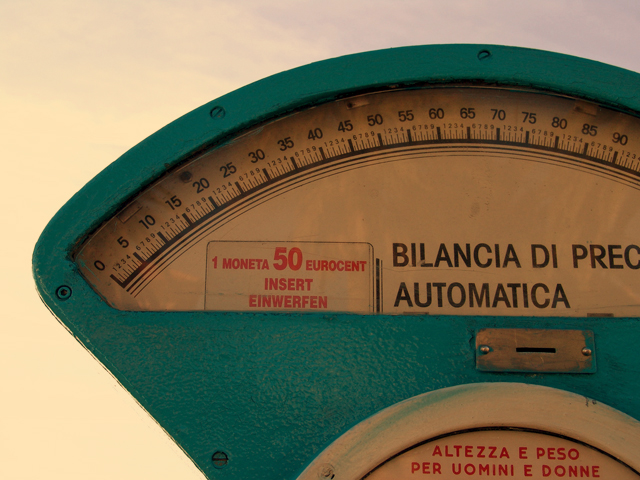 0 5 10 15 20 25 30 35 40 45 50 55 60 65 70 75 80 85 90
1 MONETA 50 EUROCENT
INSERT
EINWERFEN
BILANCIA DI PREC
AUTOMATICA
ALTEZZA E PESO
PER UOMINI E DONNE